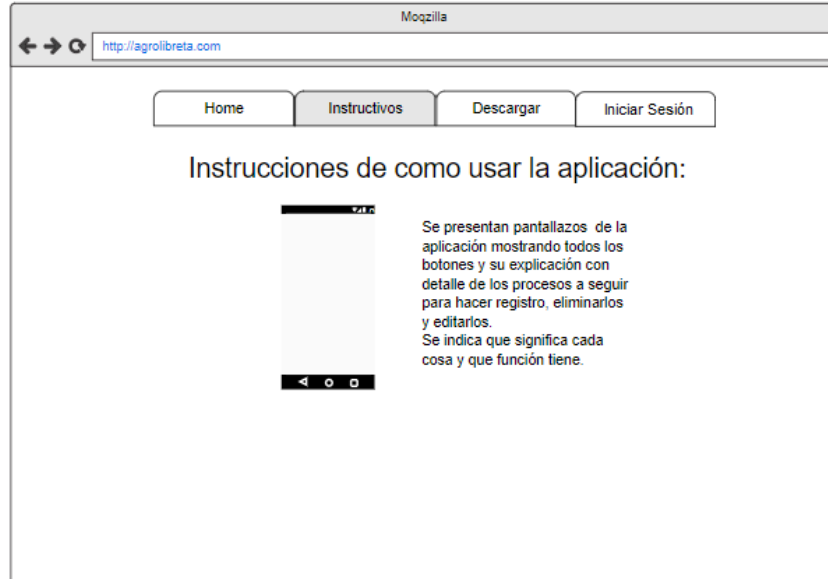 Moqzilla
http://agrolibreta.com
Home Instructivos Descargar Iniciar Sesión
Instrucciones de como usar la aplicación:
Se presentan pantallazos de la
aplicación mostrando todos los
botones y su explicación con
detalle de los procesos a seguir
para hacer registro, eliminarlos
y editarlos.
Se indica que significa cada
cosa y que función tiene.